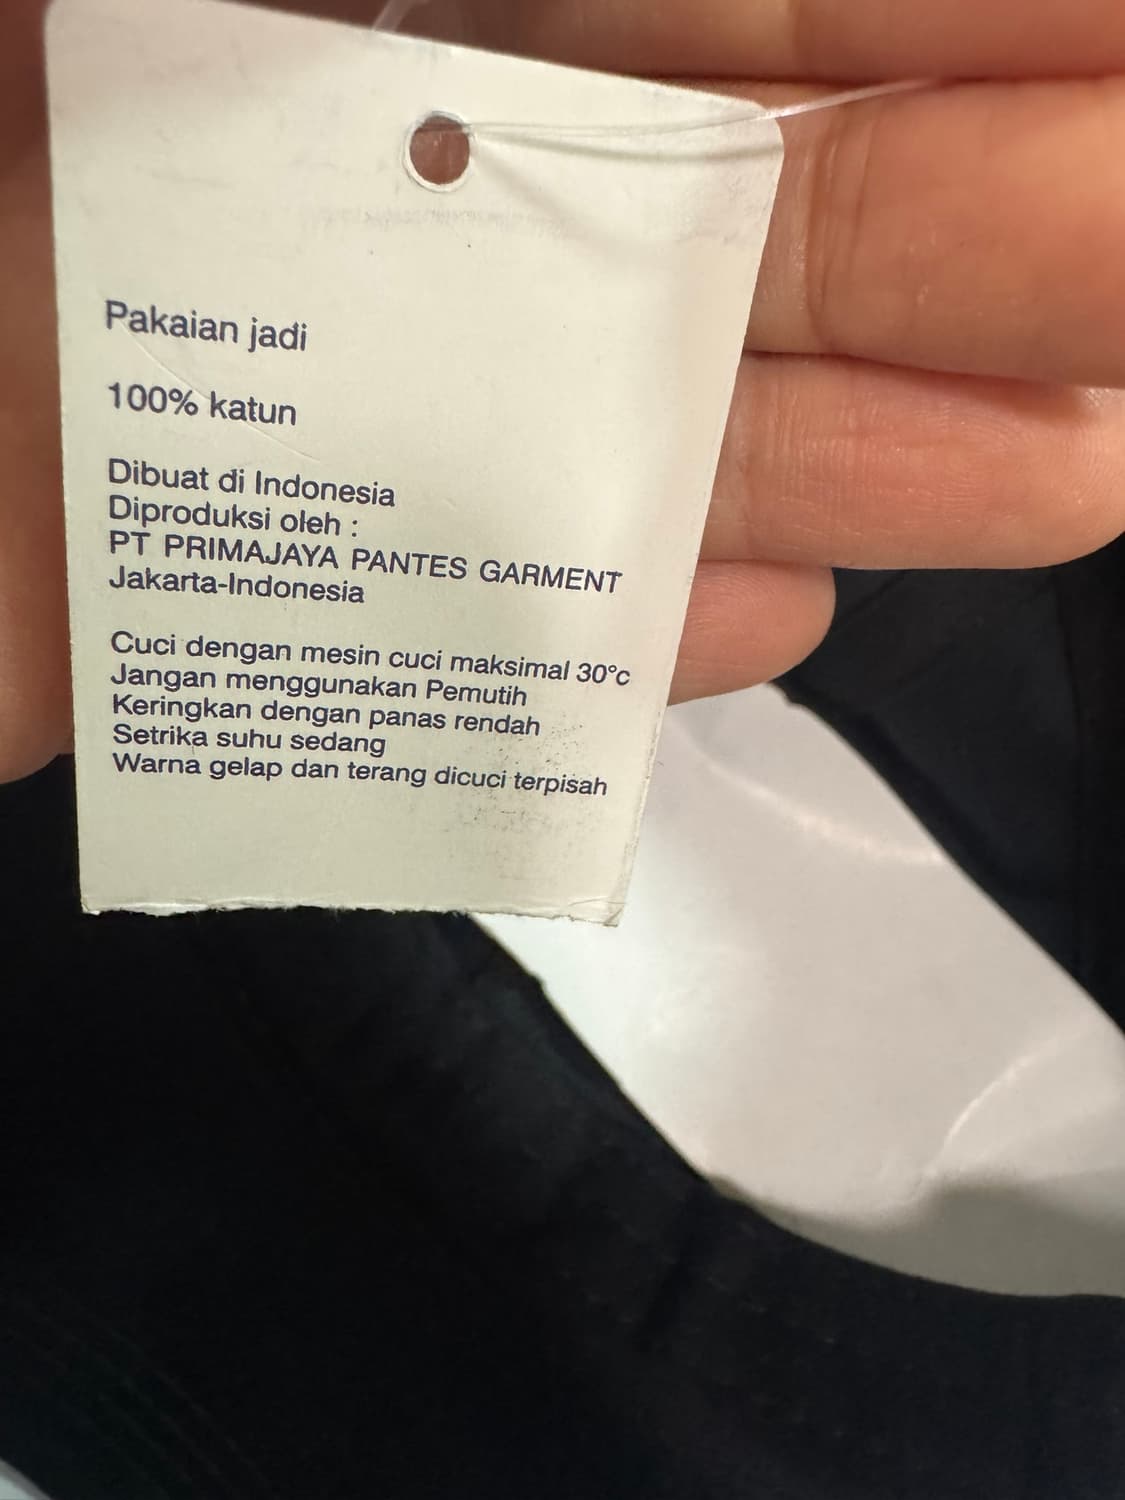 Pakaian jadi
100% katun
Dibuat di Indonesia
Diproduksi oleh :
PT PRIMAJAYA PANTES GARMENT
Jakarta-Indonesia
Cuci dengan mesin cuci maksimal 30°c
Jangan menggunakan Pemutih
Keringkan dengan panas rendah
Setrika suhu sedang
Warna gelap dan terang dicuci terpisah